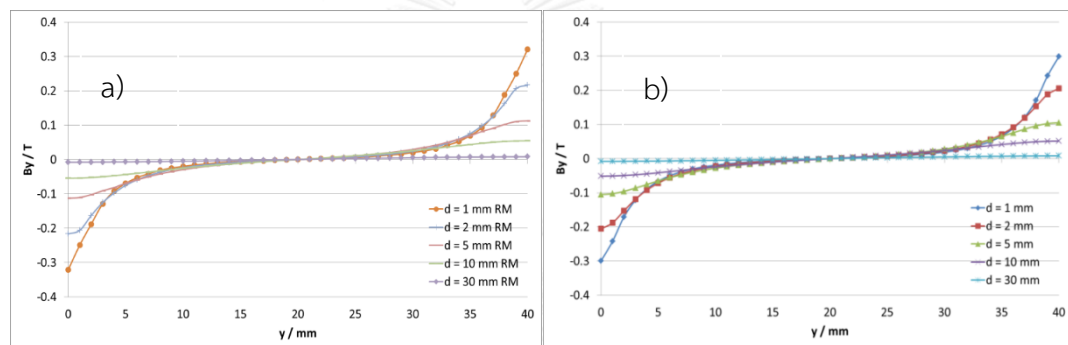 a)
By / T
0.4
0.3
0.2
0.1
0
-0.1
-0.2
-0.3
-0.4
0 5 10 15 20 25 30 35 40
y / mm
d = 1 mm RM
d = 2 mm RM
d = 5 mm RM
d = 10 mm RM
d = 30 mm RM
b)
By / T
0.4
0.3
0.2
0.1
0
-0.1
-0.2
-0.3
-0.4
0 5 10 15 20 25 30 35 40
y / mm
d = 1 mm
d = 2 mm
d = 5 mm
d = 10 mm
d = 30 mm